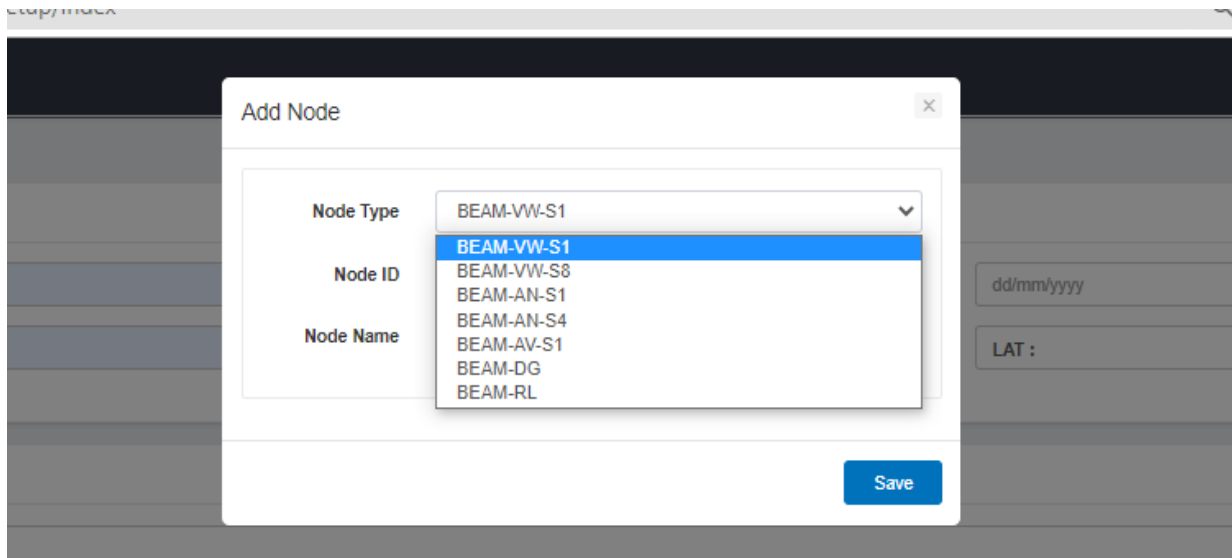 Add Node
×
Node Type
BEAM-VW-S1
BEAM-VW-S1
BEAM-VW-S8
Node ID
BEAM-AN-S1
dd/mm/yyyy
BEAM-AN-S4
Node Name
BEAM-AV-S1
LAT :
BEAM-DG
BEAM-RL
Save